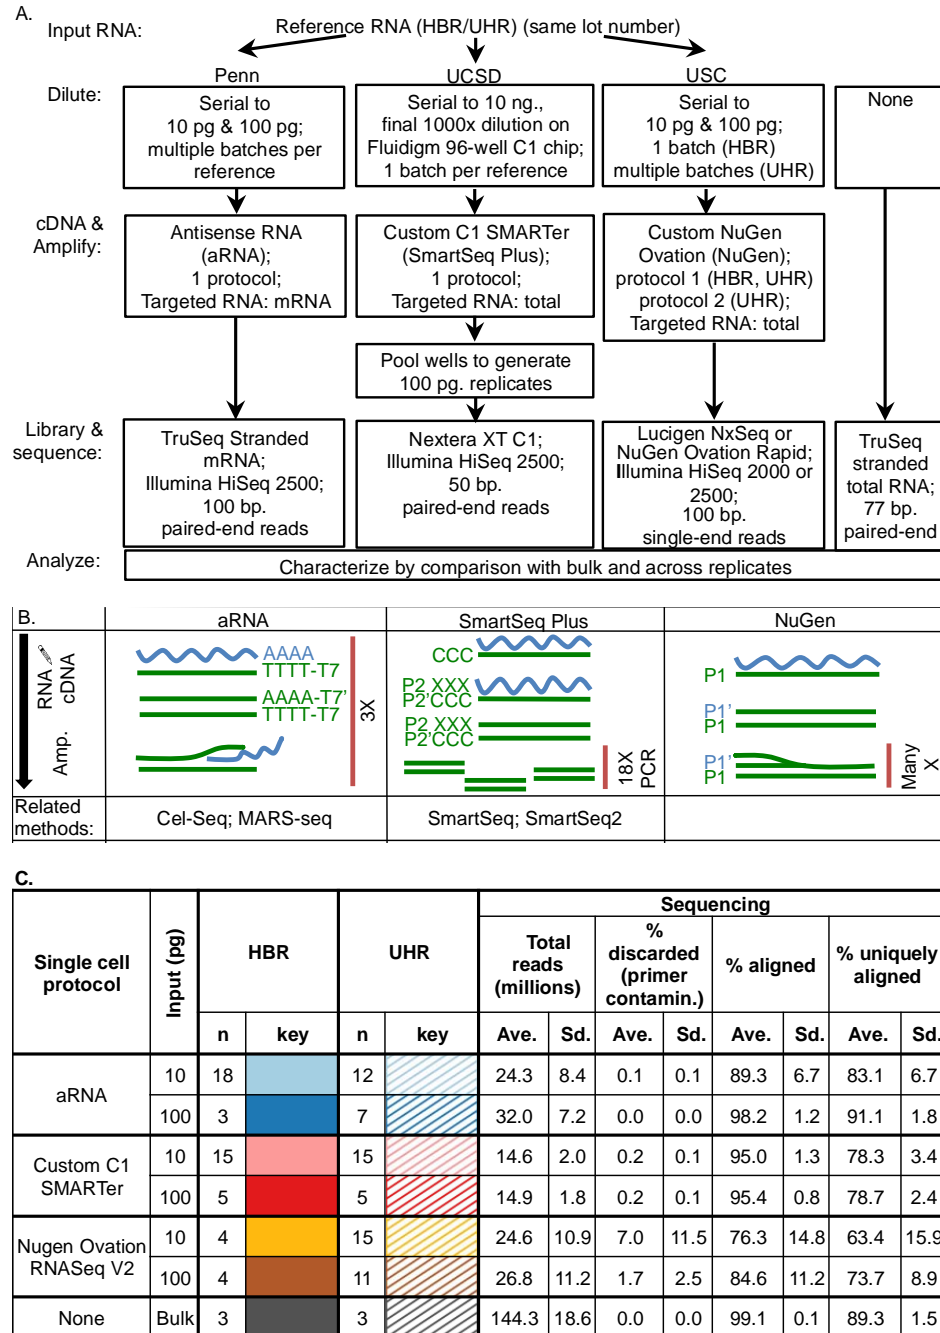 A.
Input RNA:
Reference RNA (HBR/UHR) (same lot number)
Penn
UCSD
USC
Dilute:
Serial to
10 pg & 100 pg;
multiple batches per
reference
Serial to 10 ng.,
final 1000x dilution on
Fluidigm 96-well C1 chip;
1 batch per reference
Serial to
10 pg & 100 pg;
1 batch (HBR)
multiple batches (UHR)
None
cDNA &
Amplify:
Antisense RNA
(aRNA);
1 protocol;
Targeted RNA: mRNA
Custom C1 SMARTer
(SmartSeq Plus);
1 protocol;
Targeted RNA: total
Custom NuGen
Ovation (NuGen);
protocol 1 (HBR, UHR)
protocol 2 (UHR);
Targeted RNA: total
Pool wells to generate
100 pg. replicates
Library &
sequence:
TruSeq Stranded
mRNA;
Illumina HiSeq 2500;
100 bp.
paired-end reads
Nextera XT C1;
Illumina HiSeq 2500;
50 bp.
paired-end reads
Lucigen NxSeq or
NuGen Ovation Rapid;
Illumina HiSeq 2000 or
2500;
100 bp.
single-end reads
TruSeq
stranded
total RNA;
77 bp.
paired-end
Analyze:
Characterize by comparison with bulk and across replicates
B.
aRNA
SmartSeq Plus
NuGen
RNA
cDNA
Amp.
AAAA
TTTT-T7
AAAA-T7'
TTTT-T7
3X
CCC
P2,XXX
P2'CCC
P2,XXX
P2'CCC
18X
PCR
P1
P1'
P1
P1'
P1
Many
X
Related
methods:
Cel-Seq; MARS-seq
SmartSeq; SmartSeq2
C.
Single cell
protocol
Input (pg)
HBR
UHR
Sequencing
Total
reads
(millions)
%
discarded
(primer
contamin.)
% aligned
% uniquely
aligned
n key n key Ave. Sd. Ave. Sd. Ave. Sd. Ave. Sd.
aRNA
10 18 12 24.3 8.4 0.1 0.1 89.3 6.7 83.1 6.7
100 3 7 32.0 7.2 0.0 0.0 98.2 1.2 91.1 1.8
Custom C1
SMARTer
10 15 15 14.6 2.0 0.2 0.1 95.0 1.3 78.3 3.4
100 5 5 14.9 1.8 0.2 0.1 95.4 0.8 78.7 2.4
Nugen Ovation
RNASeq V2
10 4 15 24.6 10.9 7.0 11.5 76.3 14.8 63.4 15.9
100 4 11 26.8 11.2 1.7 2.5 84.6 11.2 73.7 8.9
None Bulk 3 3 144.3 18.6 0.0 0.0 99.1 0.1 89.3 1.5